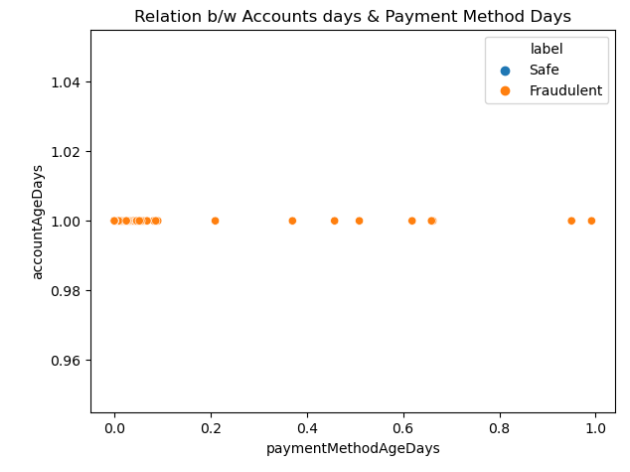 Relation b/w Accounts days & Payment Method Days
label
Safe
Fraudulent
1.04
1.02
1.00
0.98
0.96
accountAgeDays
0.0 0.2 0.4 0.6 0.8 1.0
paymentMethodAgeDays